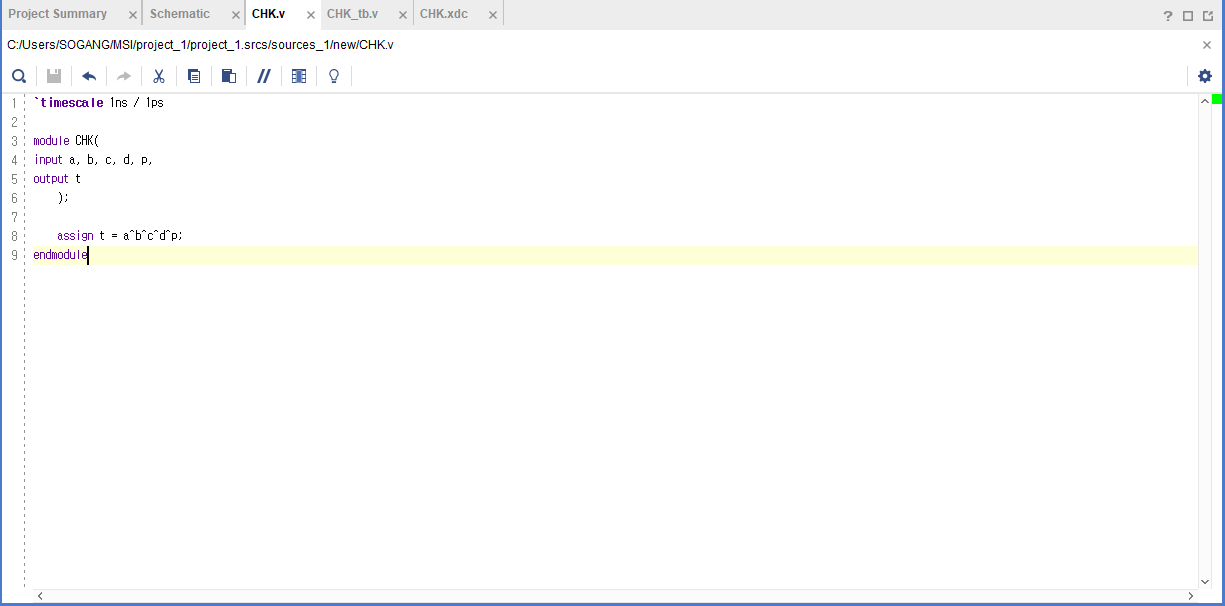 Project Summary × Schematic × CHK.v × CHK_tb.v × CHK.xdc ×
C:/Users/SOGANG/MSI/project_1/project_1.srcs/sources_1/new/CHK.v
1 `timescale 1ns / 1ps
2
3 module CHK(
4 input a, b, c, d, p,
5 output t
6 );
7
8 assign t = a^b^c^d^p;
9 endmodule